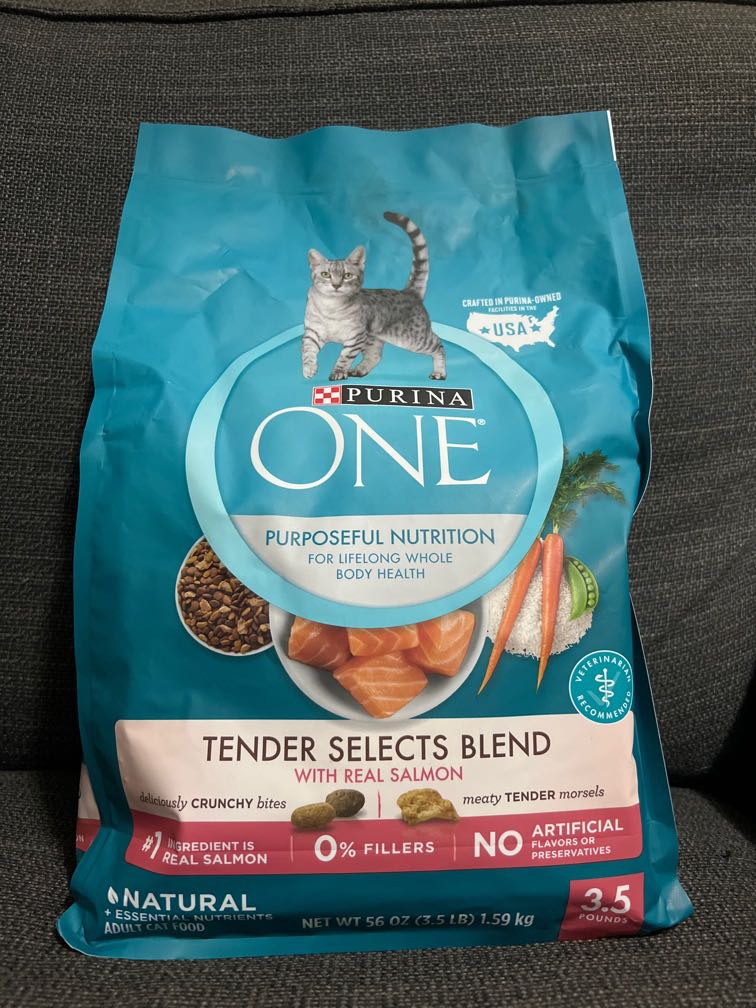 CRAFTED IN PURINA-OWNED
FACILITIES IN THE
USA
PURINA
ONE®
PURPOSEFUL NUTRITION
FOR LIFELONG WHOLE
BODY HEALTH
VETERINARIAN
RECOMMENDED
TENDER SELECTS BLEND
WITH REAL SALMON
deliciously CRUNCHY bites
meaty TENDER morsels
#1 INGREDIENT IS
REAL SALMON
0% FILLERS
NO ARTIFICIAL
FLAVORS OR
PRESERVATIVES
NATURAL
+ ESSENTIAL NUTRIENTS
ADULT CAT FOOD
NET WT 56 OZ (3.5 LB) 1.59 kg
3.5
POUNDS